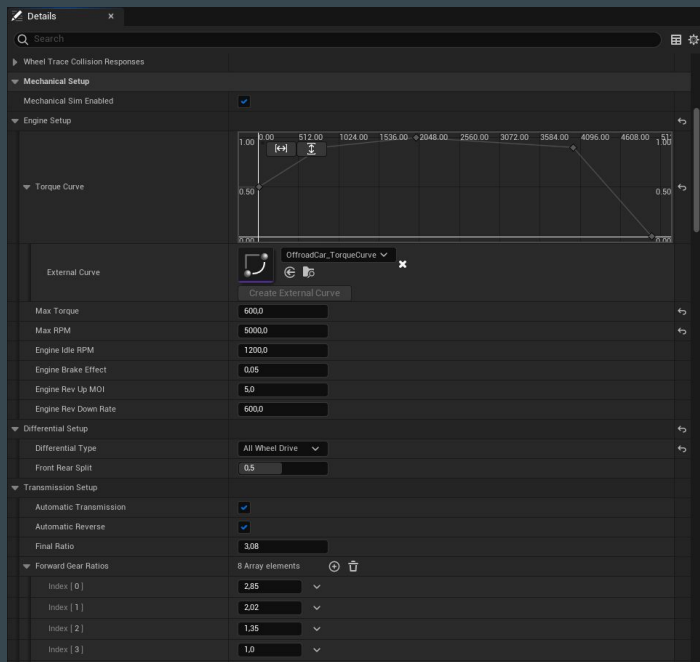 Details ×
Search
Wheel Trace Collision Responses
Mechanical Setup
Mechanical Sim Enabled
Engine Setup
0.00 512.00 1024.00 1536.00 2048.00 2560.00 3072.00 3584.00 4096.00 4608.00 512
1.00 1.00
Torque Curve 0.50 0.50
0.00 0.00
OffroadCar_TorqueCurve
External Curve
Create External Curve
Max Torque 600,0
Max RPM 5000,0
Engine Idle RPM 1200,0
Engine Brake Effect 0,05
Engine Rev Up MOI 5,0
Engine Rev Down Rate 600,0
Differential Setup
Differential Type All Wheel Drive
Front Rear Split 0,5
Transmission Setup
Automatic Transmission
Automatic Reverse
Final Ratio 3,08
Forward Gear Ratios 8 Array elements
Index [ 0 ] 2,85
Index [ 1 ] 2,02
Index [ 2 ] 1,35
Index [ 3 ] 1,0